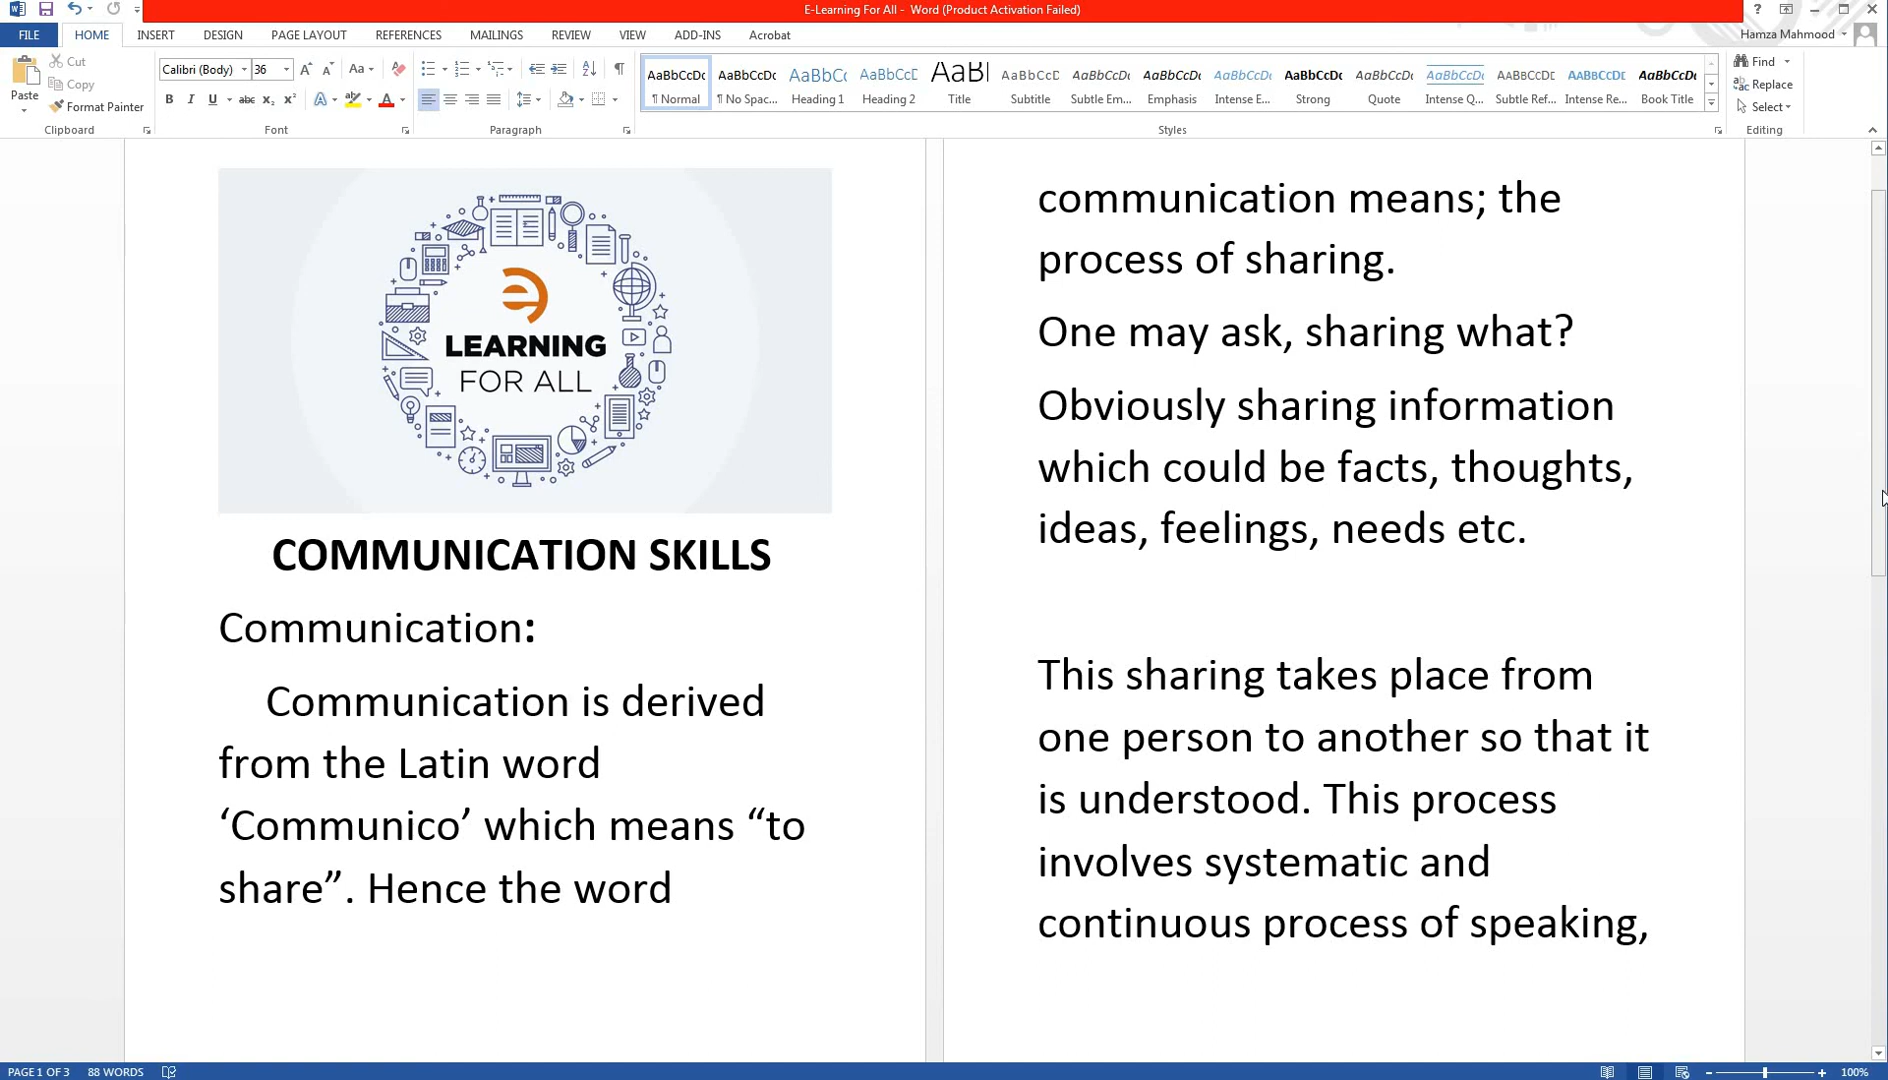 E-Learning For All - Word (Product Activation Failed)
FILE HOME INSERT DESIGN PAGE LAYOUT REFERENCES MAILINGS REVIEW VIEW ADD-INS Acrobat Hamza Mahmood
Paste
Cut
Copy
Format Painter
Clipboard
Calibri (Body) 36
Font
Paragraph
AaBbCcDc AaBbCcDc AaBbC AaBbCcD AaB AaBbCcD AaBbCcDc AaBbCcDc AaBbCcDc AaBbCcDc AaBbCcDc AaBbCcDc AABBCCDC AABBCCDC AaBbCcDc
¶ Normal ¶ No Spac... Heading 1 Heading 2 Title Subtitle Subtle Em... Emphasis Intense E... Strong Quote Intense Q... Subtle Ref... Intense Re... Book Title
Styles
Find
Replace
Select
Editing
e
LEARNING
FOR ALL
COMMUNICATION SKILLS
Communication:
Communication is derived
from the Latin word
‘Communico’ which means “to
share”. Hence the word
communication means; the
process of sharing.
One may ask, sharing what?
Obviously sharing information
which could be facts, thoughts,
ideas, feelings, needs etc.
This sharing takes place from
one person to another so that it
is understood. This process
involves systematic and
continuous process of speaking,
PAGE 1 OF 3 88 WORDS 100%